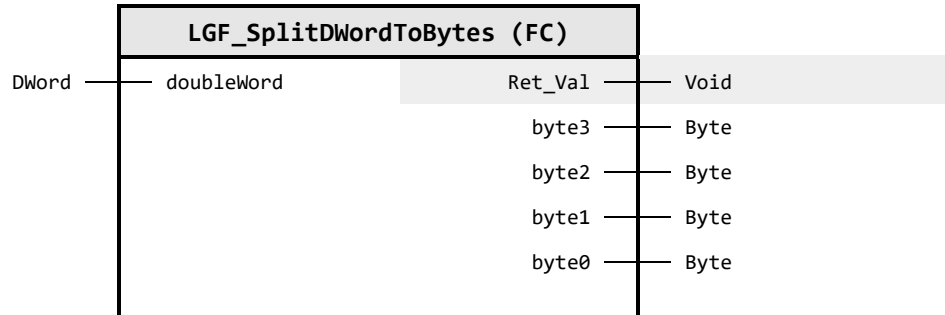 LGF_SplitDWordToBytes (FC)
DWord doubleWord Ret_Val Void
byte3 Byte
byte2 Byte
byte1 Byte
byte0 Byte